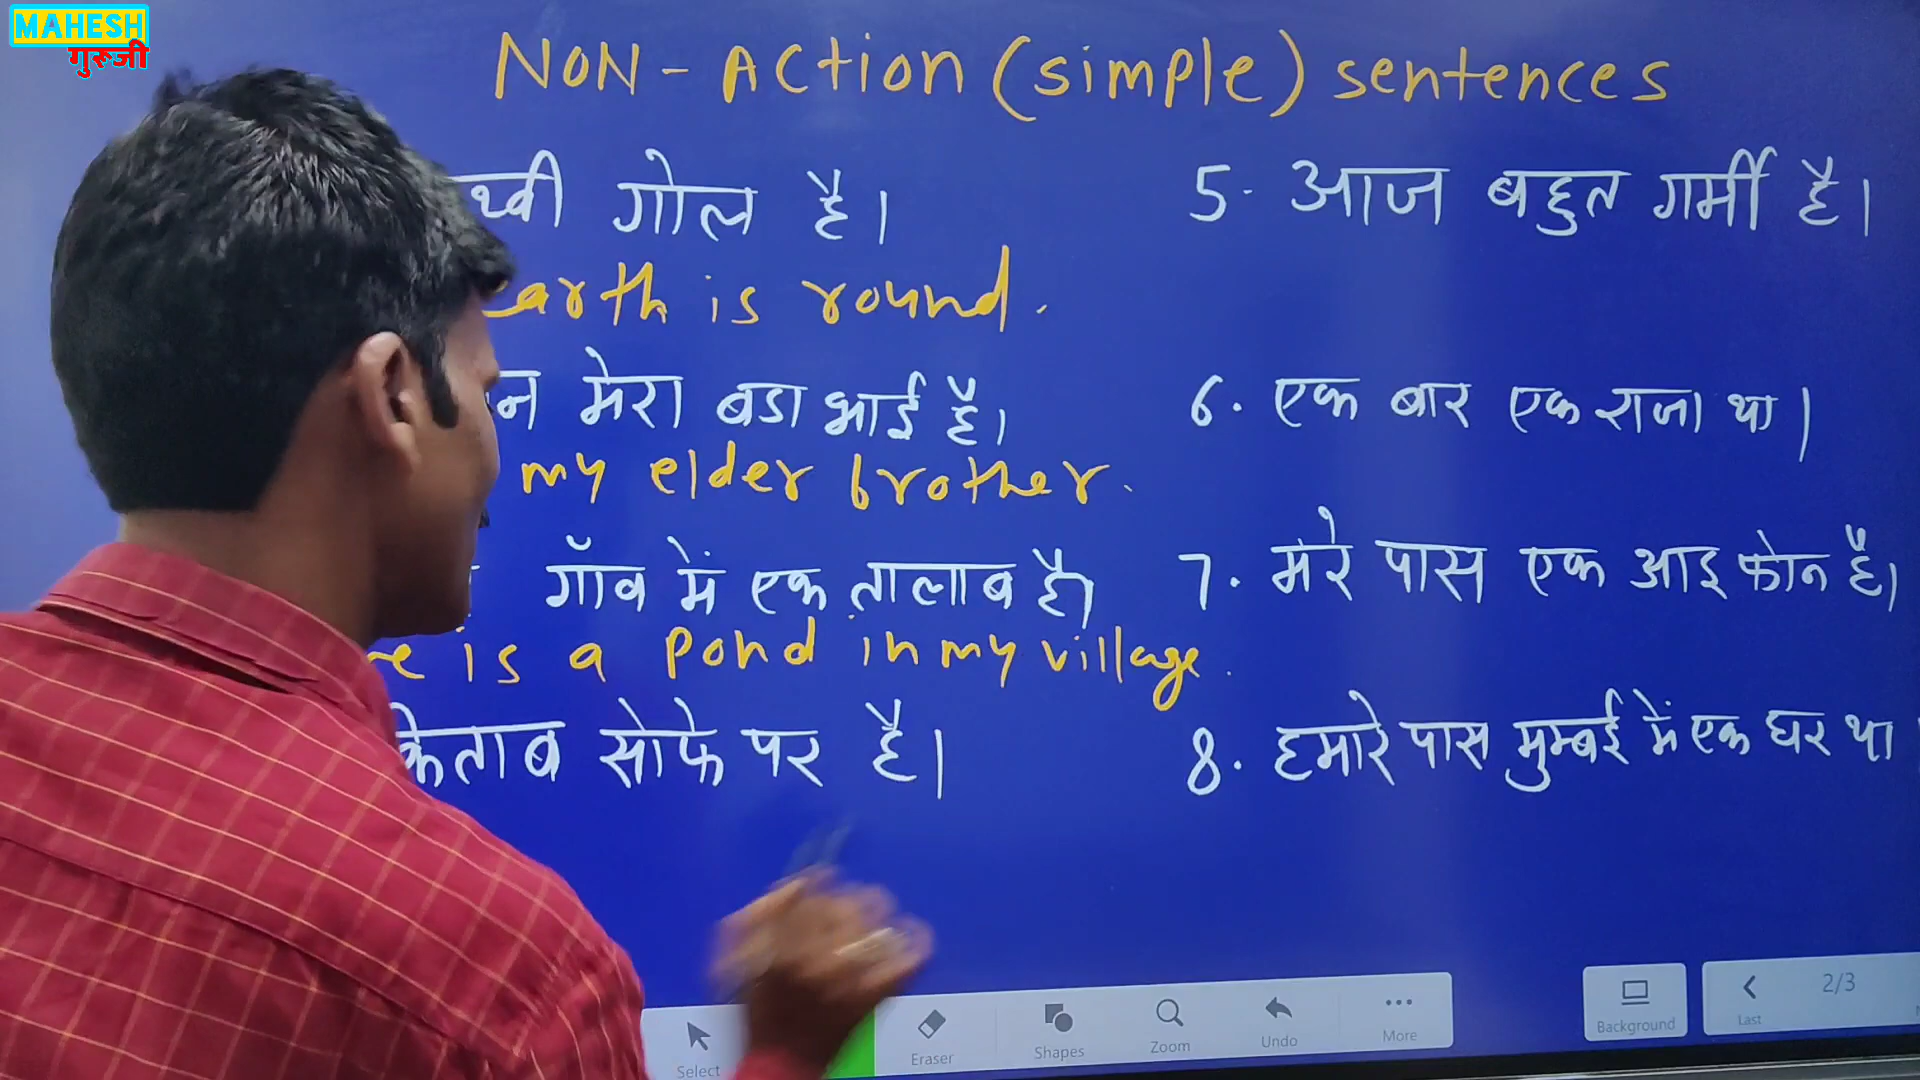 MAHESH
गुरूजी
NON - Action (simple) sentences
गोल है।
is round.
मेरा बडा भाई है।
my elder brother.
गॉव में एक तालाब है।
is a pond in my village.
सोफे पर है।
5. आज बहुत गर्मी है।
6. एक बार एक राजा था।
7. मेरे पास एक आइ फोन है।
8. हमारे पास मुम्बई में एक घर था
Select
Eraser
Shapes
Zoom
Undo
More
Background
Last
2/3